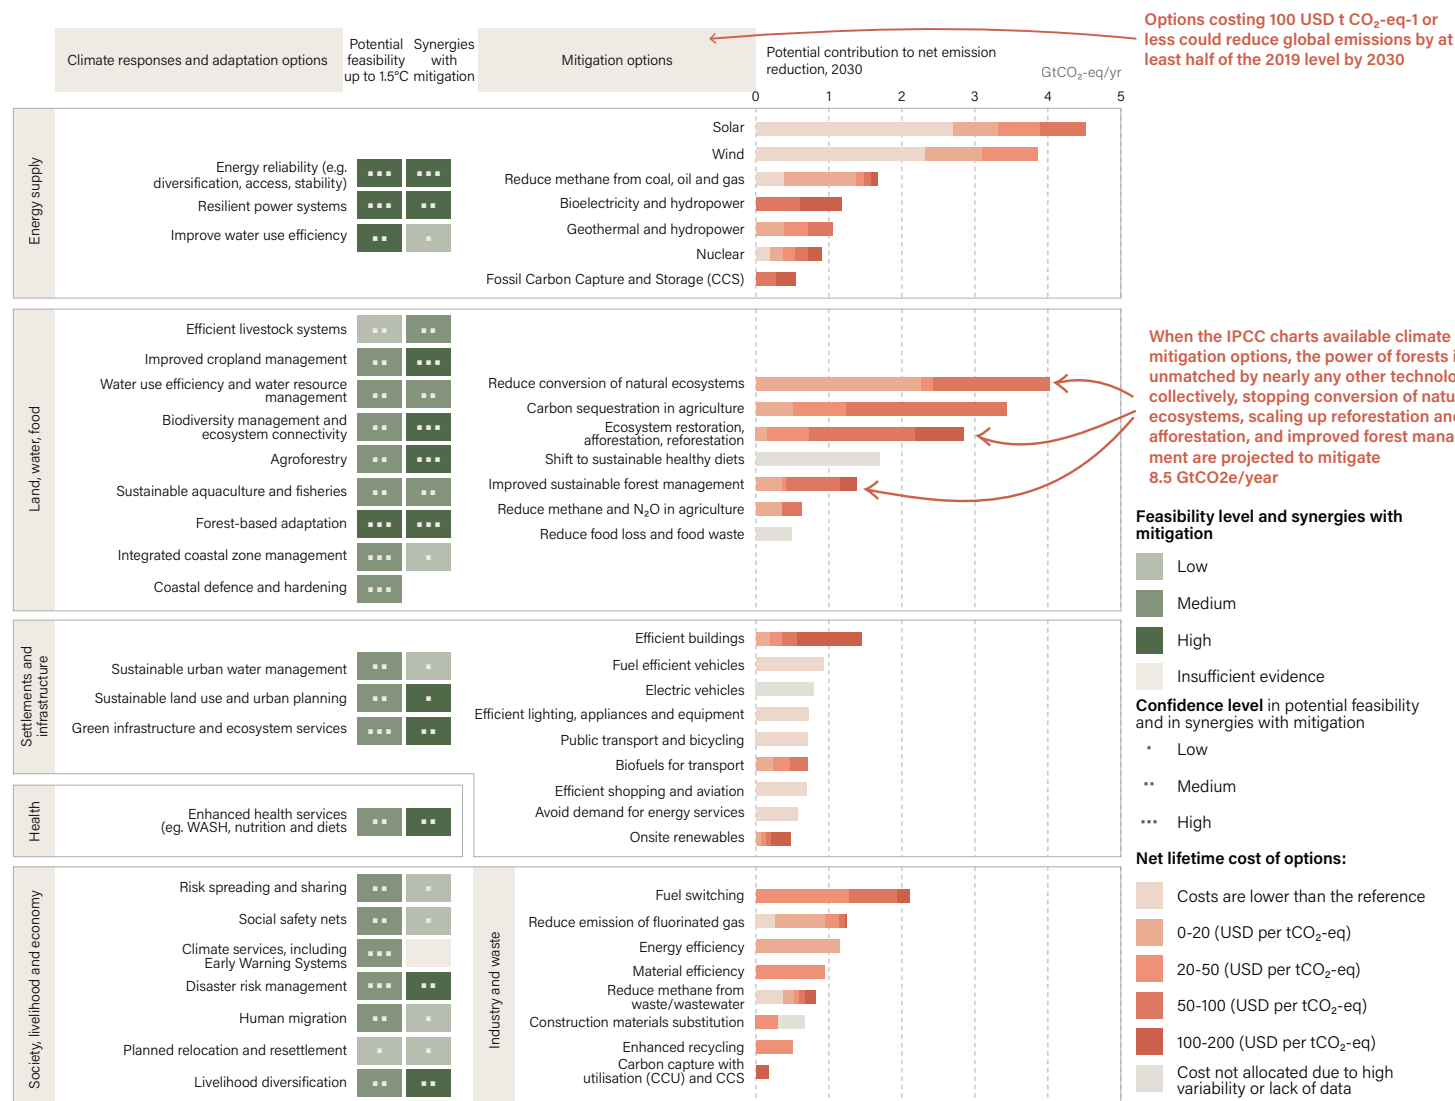 Options costing 100 USD t CO₂-eq-1 or
less could reduce global emissions by at
least half of the 2019 level by 2030
Climate responses and adaptation options
Potential
feasibility
up to 1.5°C
Synergies
with
mitigation
Mitigation options
Potential contribution to net emission
reduction, 2030
GtCO₂-eq/yr
0 1 2 3 4 5
Energy supply
Energy reliability (e.g.
diversification, access, stability)
Resilient power systems
Improve water use efficiency
Solar
Wind
Reduce methane from coal, oil and gas
Bioelectricity and hydropower
Geothermal and hydropower
Nuclear
Fossil Carbon Capture and Storage (CCS)
Land, water, food
Efficient livestock systems
Improved cropland management
Water use efficiency and water resource
management
Biodiversity management and
ecosystem connectivity
Agroforestry
Sustainable aquaculture and fisheries
Forest-based adaptation
Integrated coastal zone management
Coastal defence and hardening
Reduce conversion of natural ecosystems
Carbon sequestration in agriculture
Ecosystem restoration,
afforestation, reforestation
Shift to sustainable healthy diets
Improved sustainable forest management
Reduce methane and N₂O in agriculture
Reduce food loss and food waste
When the IPCC charts available climate
mitigation options, the power of forests
unmatched by nearly any other
collectively, stopping conversion of
ecosystems, scaling up reforestation
afforestation, and improved forest
ment are projected to mitigate
8.5 GtCO2e/year
Settlements and
infrastructure
Sustainable urban water management
Sustainable land use and urban planning
Green infrastructure and ecosystem services
Efficient buildings
Fuel efficient vehicles
Electric vehicles
Efficient lighting, appliances and equipment
Public transport and bicycling
Biofuels for transport
Efficient shopping and aviation
Avoid demand for energy services
Onsite renewables
Health
Enhanced health services
(eg. WASH, nutrition and diets
Society, livelihood and economy
Risk spreading and sharing
Social safety nets
Climate services, including
Early Warning Systems
Disaster risk management
Human migration
Planned relocation and resettlement
Livelihood diversification
Industry and waste
Fuel switching
Reduce emission of fluorinated gas
Energy efficiency
Material efficiency
Reduce methane from
waste/wastewater
Construction materials substitution
Enhanced recycling
Carbon capture with
utilisation (CCU) and CCS
Feasibility level and synergies with
mitigation
Low
Medium
High
Insufficient evidence
Confidence level in potential feasibility
and in synergies with mitigation
Low
Medium
High
Net lifetime cost of options:
Costs are lower than the reference
0-20 (USD per tCO₂-eq)
20-50 (USD per tCO₂-eq)
50-100 (USD per tCO₂-eq)
100-200 (USD per tCO₂-eq)
Cost not allocated due to high
variability or lack of data